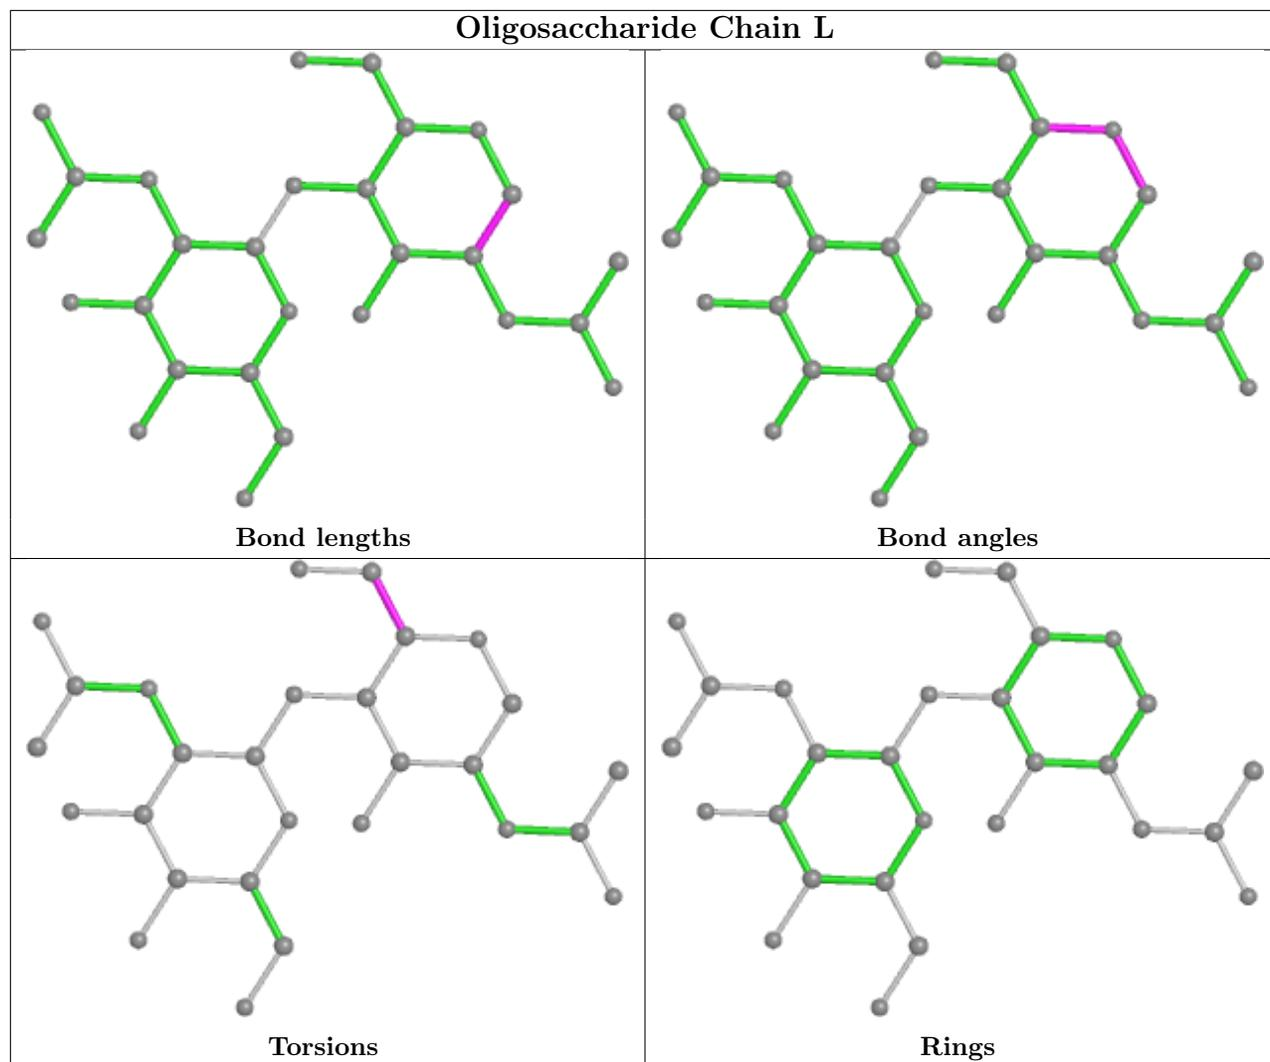 Oligosaccharide Chain L
Bond lengths
Bond angles
Torsions
Rings